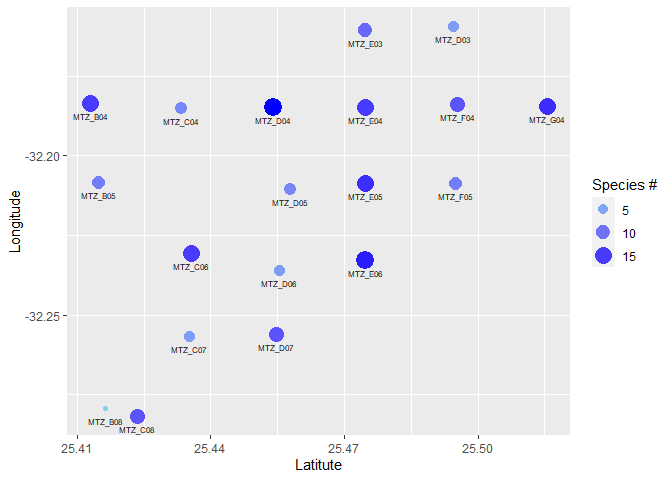 MTZ_E03
MTZ_D03
MTZ_B04
MTZ_C04
MTZ_D04
MTZ_E04
MTZ_F04
MTZ_G04
-32.20
MTZ_B05
MTZ_D05
MTZ_E05
MTZ_F05
Longitude
Species #
5
10
15
MTZ_C06
MTZ_D06
MTZ_E06
-32.25
MTZ_C07
MTZ_D07
MTZ_B08
MTZ_C08
25.41
25.44
25.47
25.50
Latitute